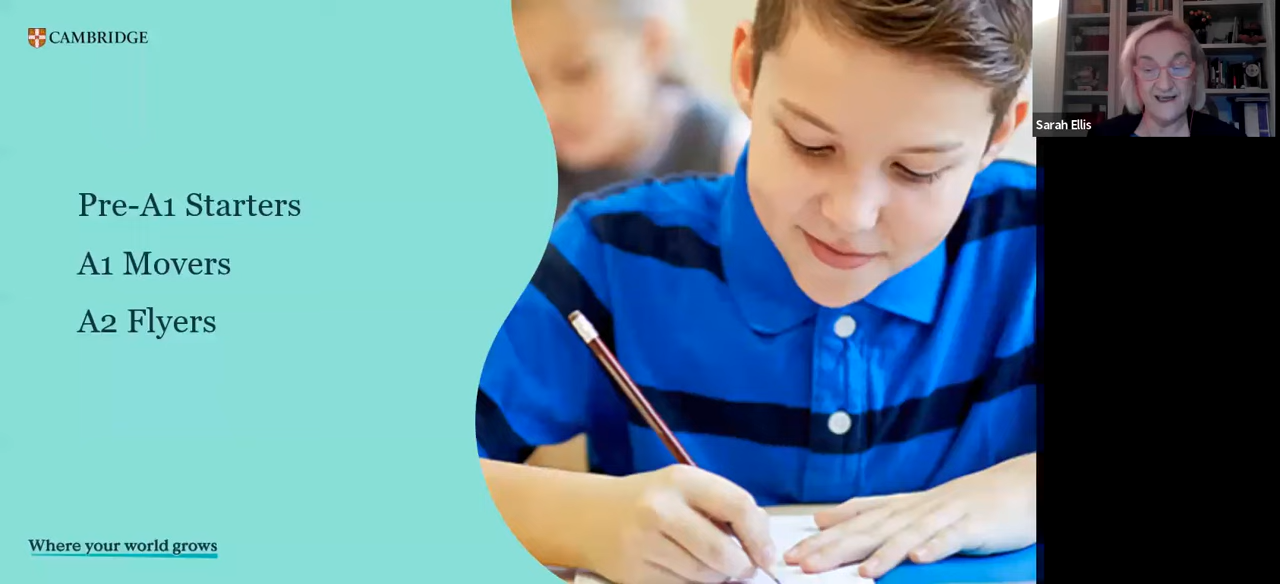 CAMBRIDGE
Sarah Ellis
Pre-A1 Starters
A1 Movers
A2 Flyers
Where your world grows